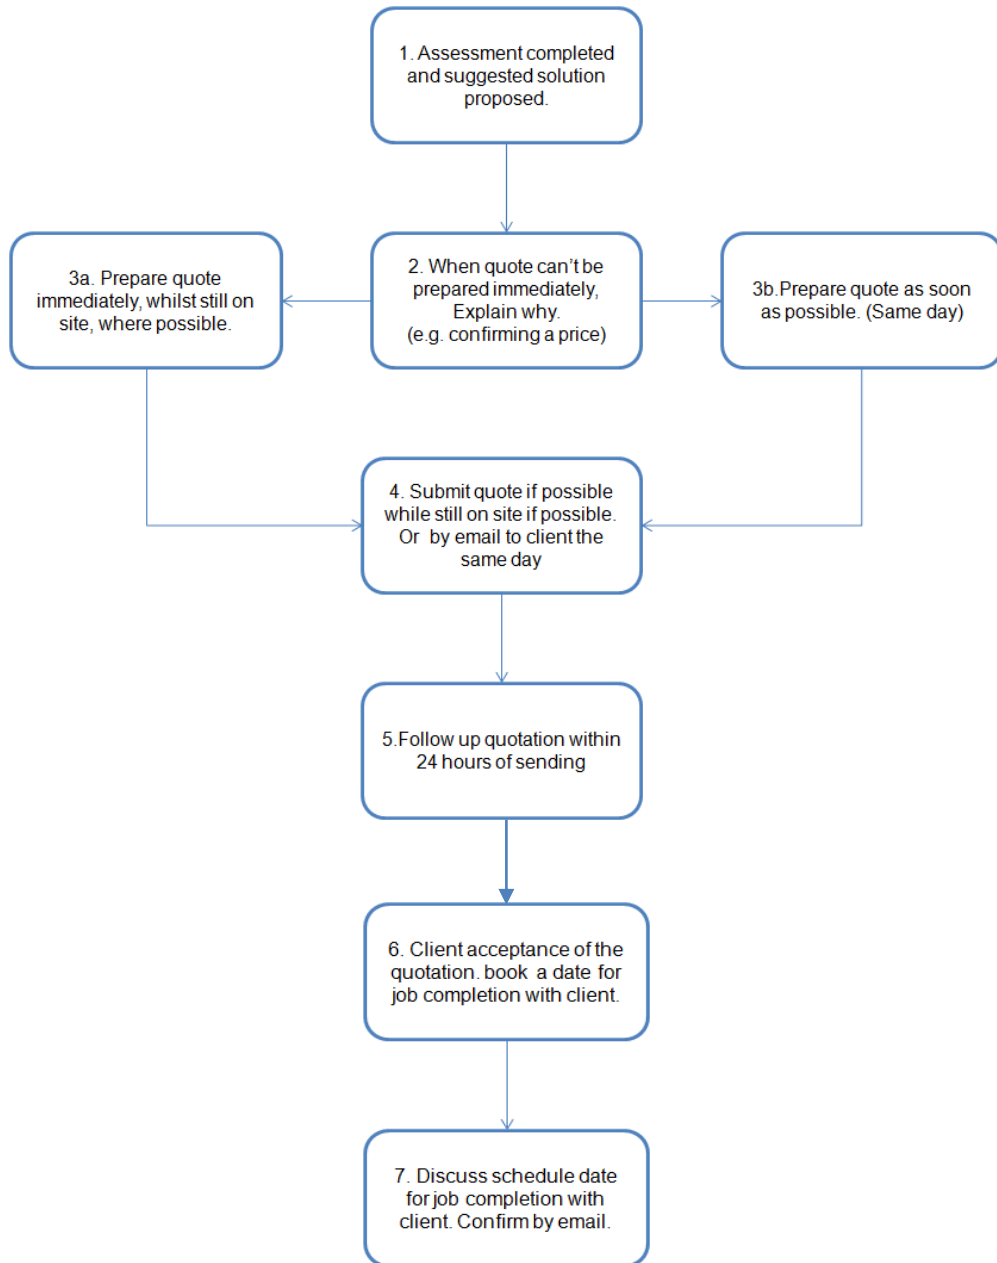 1. Assessment completed
and suggested solution
proposed.
3a. Prepare quote
immediately, whilst still on
site, where possible.
2. When quote can’t be
prepared immediately,
Explain why.
(e.g. confirming a price)
3b.Prepare quote as soon
as possible. (Same day)
4. Submit quote if possible
while still on site if possible.
Or by email to client the
same day
5.Follow up quotation within
24 hours of sending
6. Client acceptance of the
quotation. book a date for
job completion with client.
7. Discuss schedule date
for job completion with
client. Confirm by email.